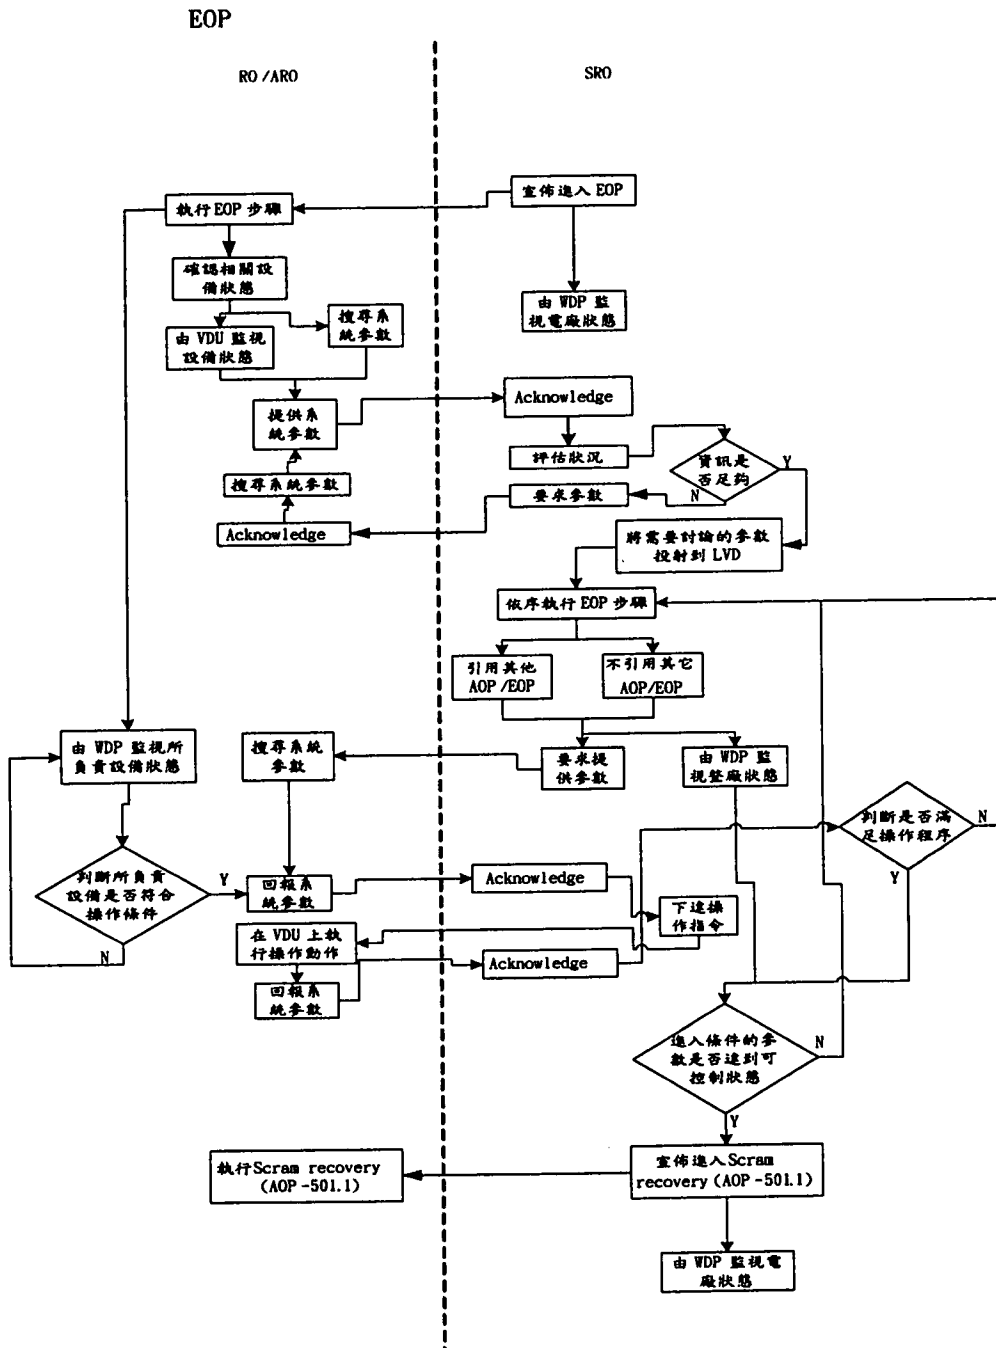 EOP
RO/ARO
SRO
宣佈進入 EOP
執行 EOP 步驟
確認相關設
備狀態
由 WDP 監
視電廠狀態
搜尋系
統參數
由 VDU 監視
設備狀態
提供系
統參數
Acknowledge
評估狀況
資訊是
否足夠
Y
N
搜尋系統參數
要求參數
Acknowledge
將需要討論的參數
投射到 LVD
依序執行 EOP 步驟
引用其他
AOP/EOP
不引用其它
AOP/EOP
由 WDP 監視所
負責設備狀態
搜尋系統
參數
要求提
供參數
由 WDP 監
視整廠狀態
判斷是否滿
足操作程序
N
Y
判斷所負責
設備是否符合
操作條件
Y
N
回報系
統參數
Acknowledge
下達操
作指令
在 VDU 上執
行操作動作
Acknowledge
回報系
統參數
進入條件的參
數是否達到可
控制狀態
N
Y
執行Scram recovery
(AOP-501.1)
宣佈進入Scram
recovery (AOP-501.1)
由 WDP 監視電
廠狀態